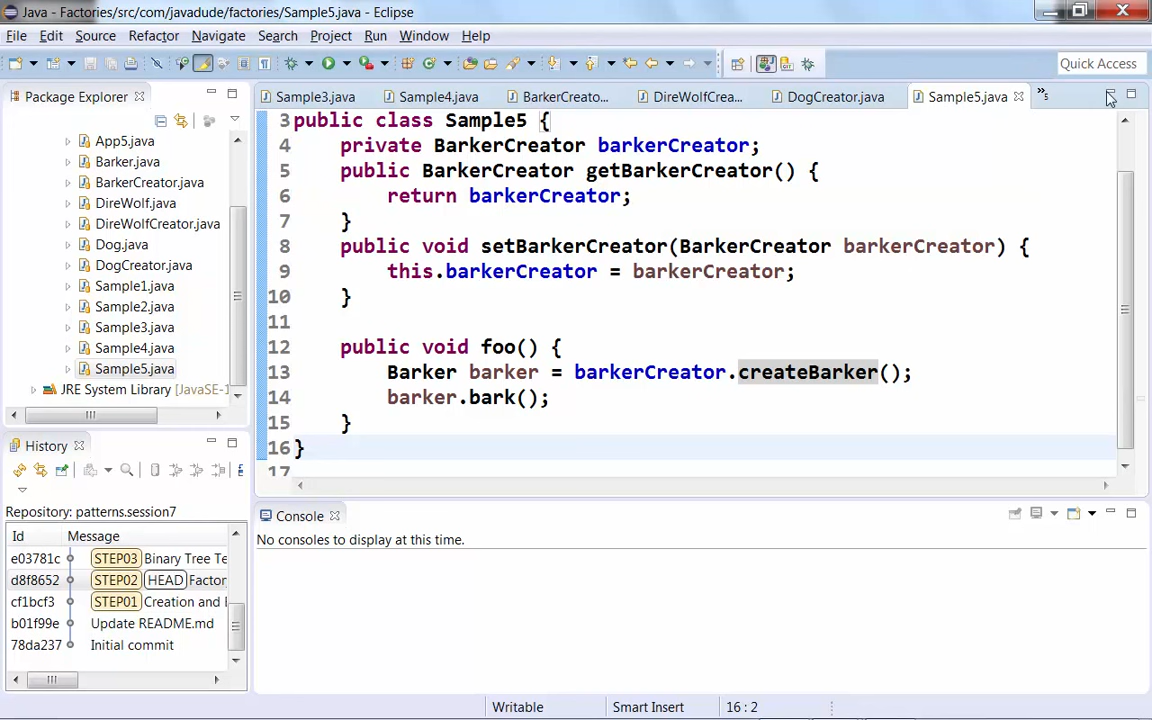 Java - Factories/src/com/javadude/factories/Sample5.java - Eclipse
File Edit Source Refactor Navigate Search Project Run Window Help
Quick Access
Package Explorer
App5.java
Barker.java
BarkerCreator.java
DireWolf.java
DireWolfCreator.java
Dog.java
DogCreator.java
Sample1.java
Sample2.java
Sample3.java
Sample4.java
Sample5.java
JRE System Library [JavaSE-1
Sample3.java Sample4.java BarkerCreato... DireWolfCrea... DogCreator.java Sample5.java »5
3 public class Sample5 {
4 private BarkerCreator barkerCreator;
5 public BarkerCreator getBarkerCreator() {
6 return barkerCreator;
7 }
8 public void setBarkerCreator(BarkerCreator barkerCreator) {
9 this.barkerCreator = barkerCreator;
10 }
11
12 public void foo() {
13 Barker barker = barkerCreator.createBarker();
14 barker.bark();
15 }
16 }
17
History
Repository: patterns.session7
Id Message
e03781c STEP03 Binary Tree Te
d8f8652 STEP02 HEAD Factor
cf1bcf3 STEP01 Creation and
b01f99e Update README.md
78da237 Initial commit
Console
No consoles to display at this time.
Writable Smart Insert 16 : 2